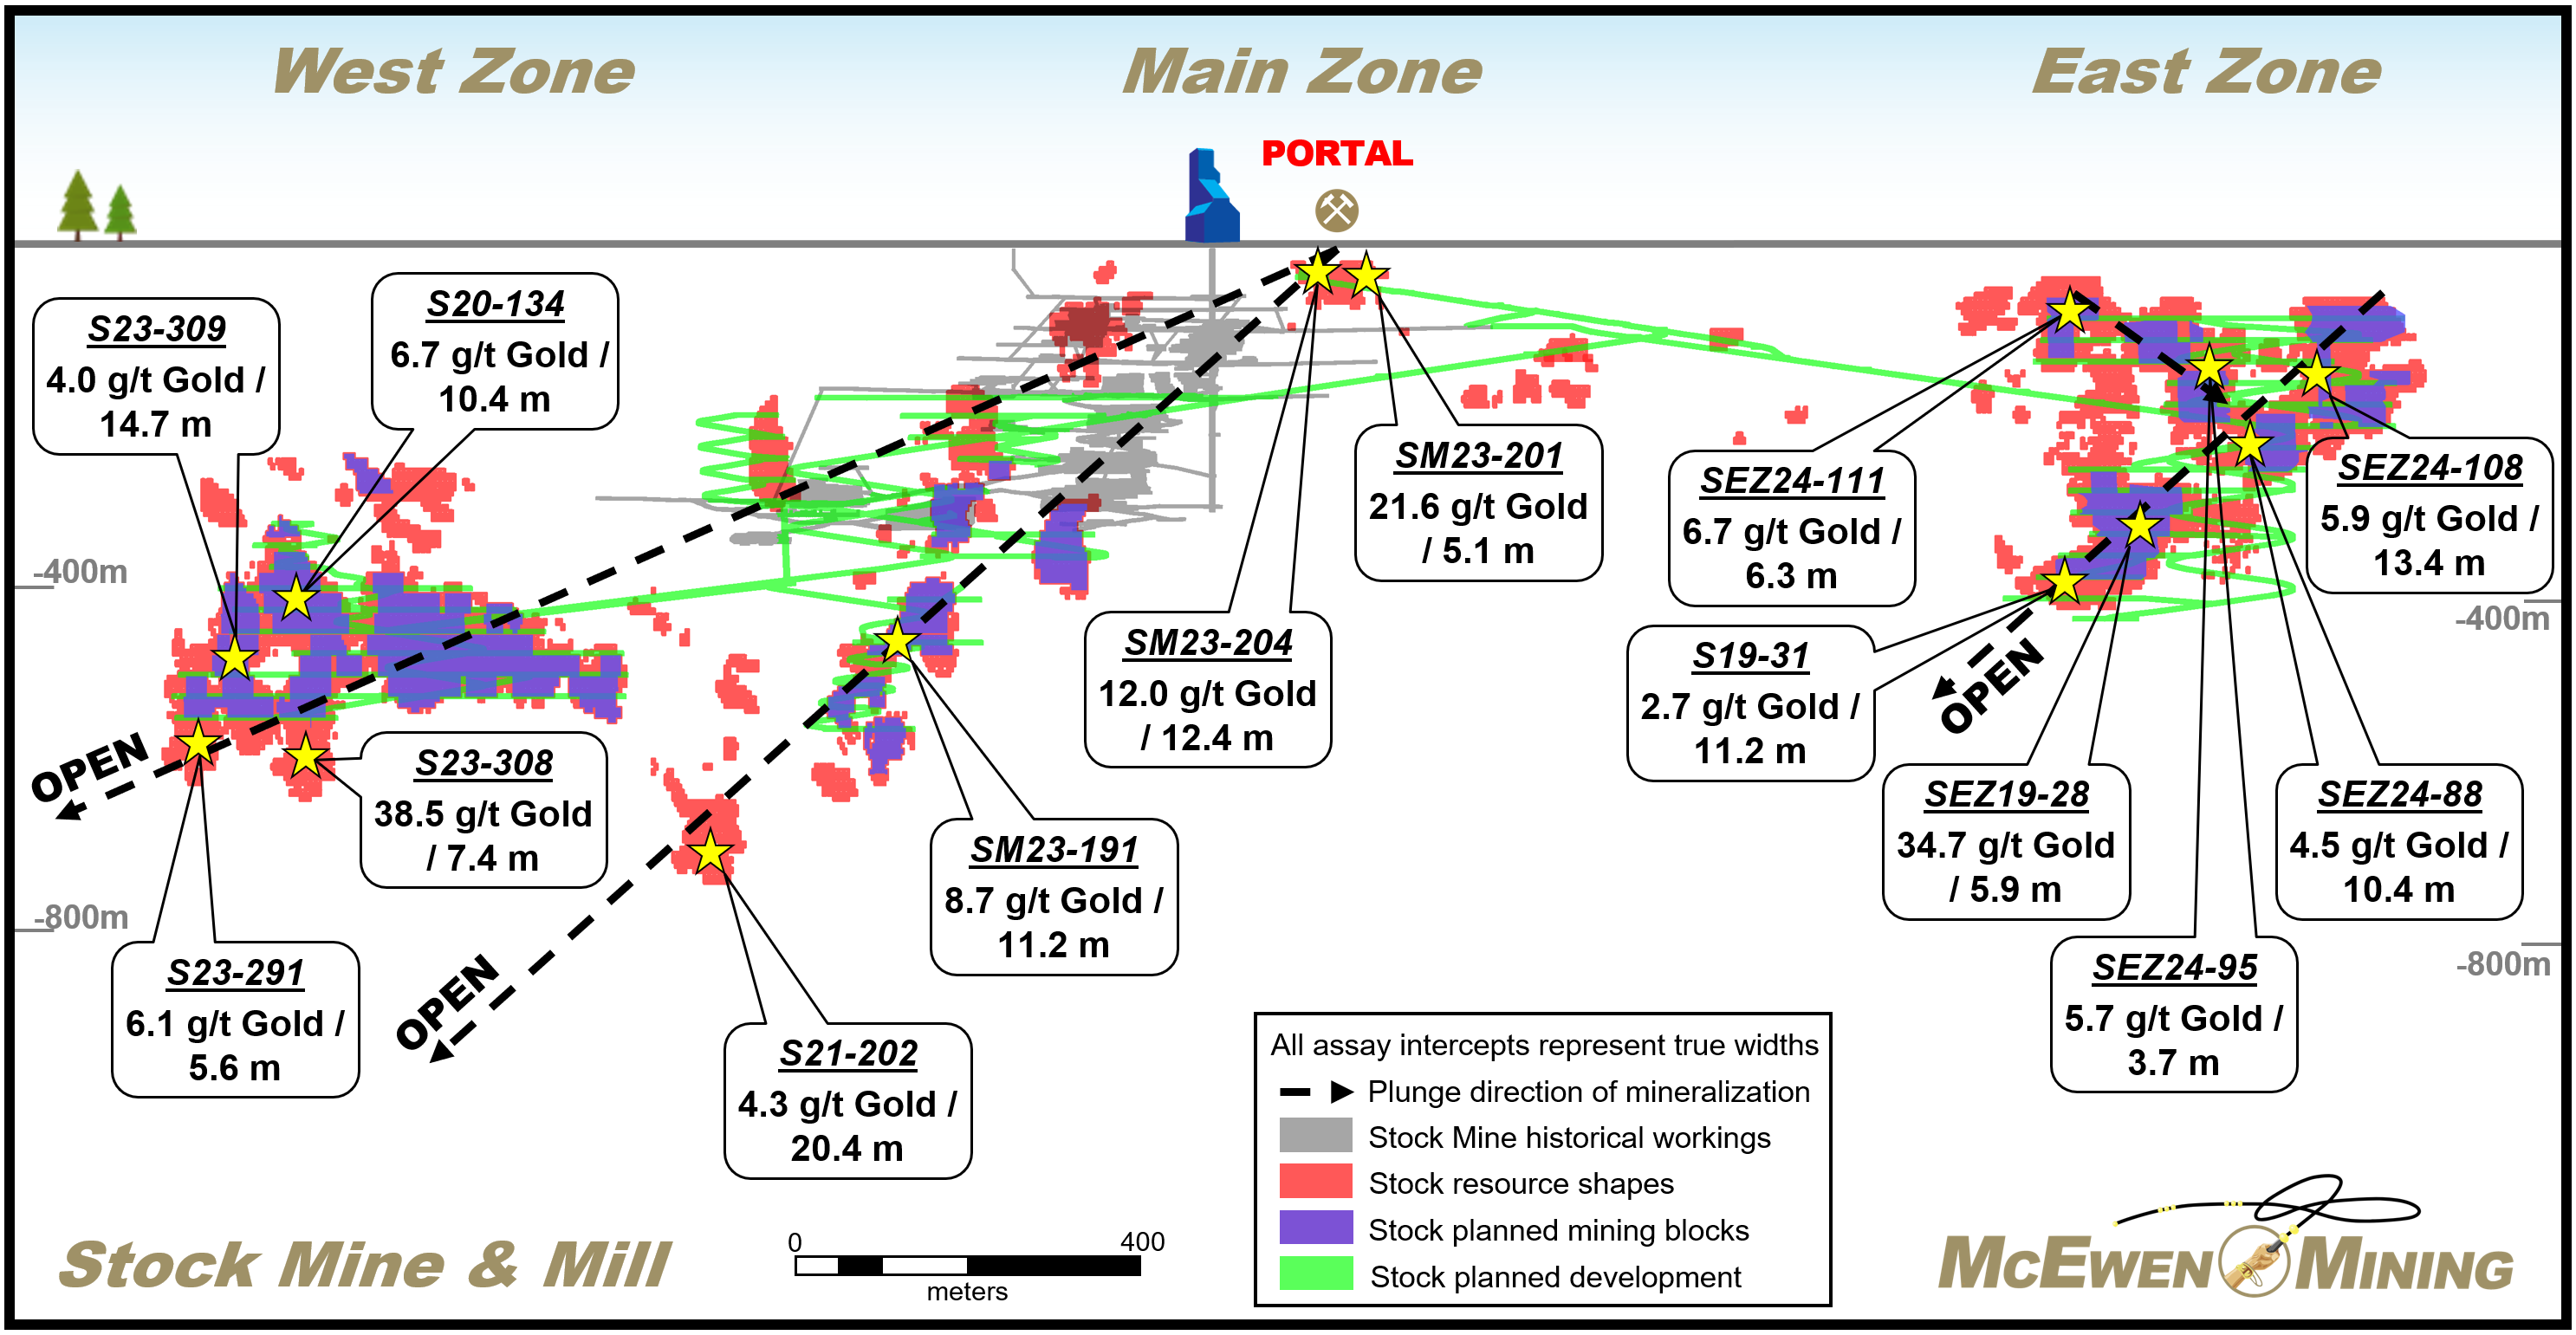 West Zone
Main Zone
East Zone
PORTAL
S23-309
4.0 g/t Gold /
14.7 m
S20-134
6.7 g/t Gold /
10.4 m
SM23-201
21.6 g/t Gold
/ 5.1 m
SEZ24-111
6.7 g/t Gold /
6.3 m
SEZ24-108
5.9 g/t Gold /
13.4 m
-400m
-400m
SM23-204
12.0 g/t Gold
/ 12.4 m
S19-31
2.7 g/t Gold /
11.2 m
OPEN
OPEN
S23-308
38.5 g/t Gold
/ 7.4 m
SEZ19-28
34.7 g/t Gold
/ 5.9 m
SEZ24-88
4.5 g/t Gold /
10.4 m
SM23-191
8.7 g/t Gold /
11.2 m
-800m
-800m
S23-291
6.1 g/t Gold /
5.6 m
OPEN
SEZ24-95
5.7 g/t Gold /
3.7 m
S21-202
4.3 g/t Gold /
20.4 m
All assay intercepts represent true widths
Plunge direction of mineralization
Stock Mine historical workings
Stock resource shapes
Stock planned mining blocks
Stock planned development
Stock Mine & Mill
0 400
meters
McEwen Mining